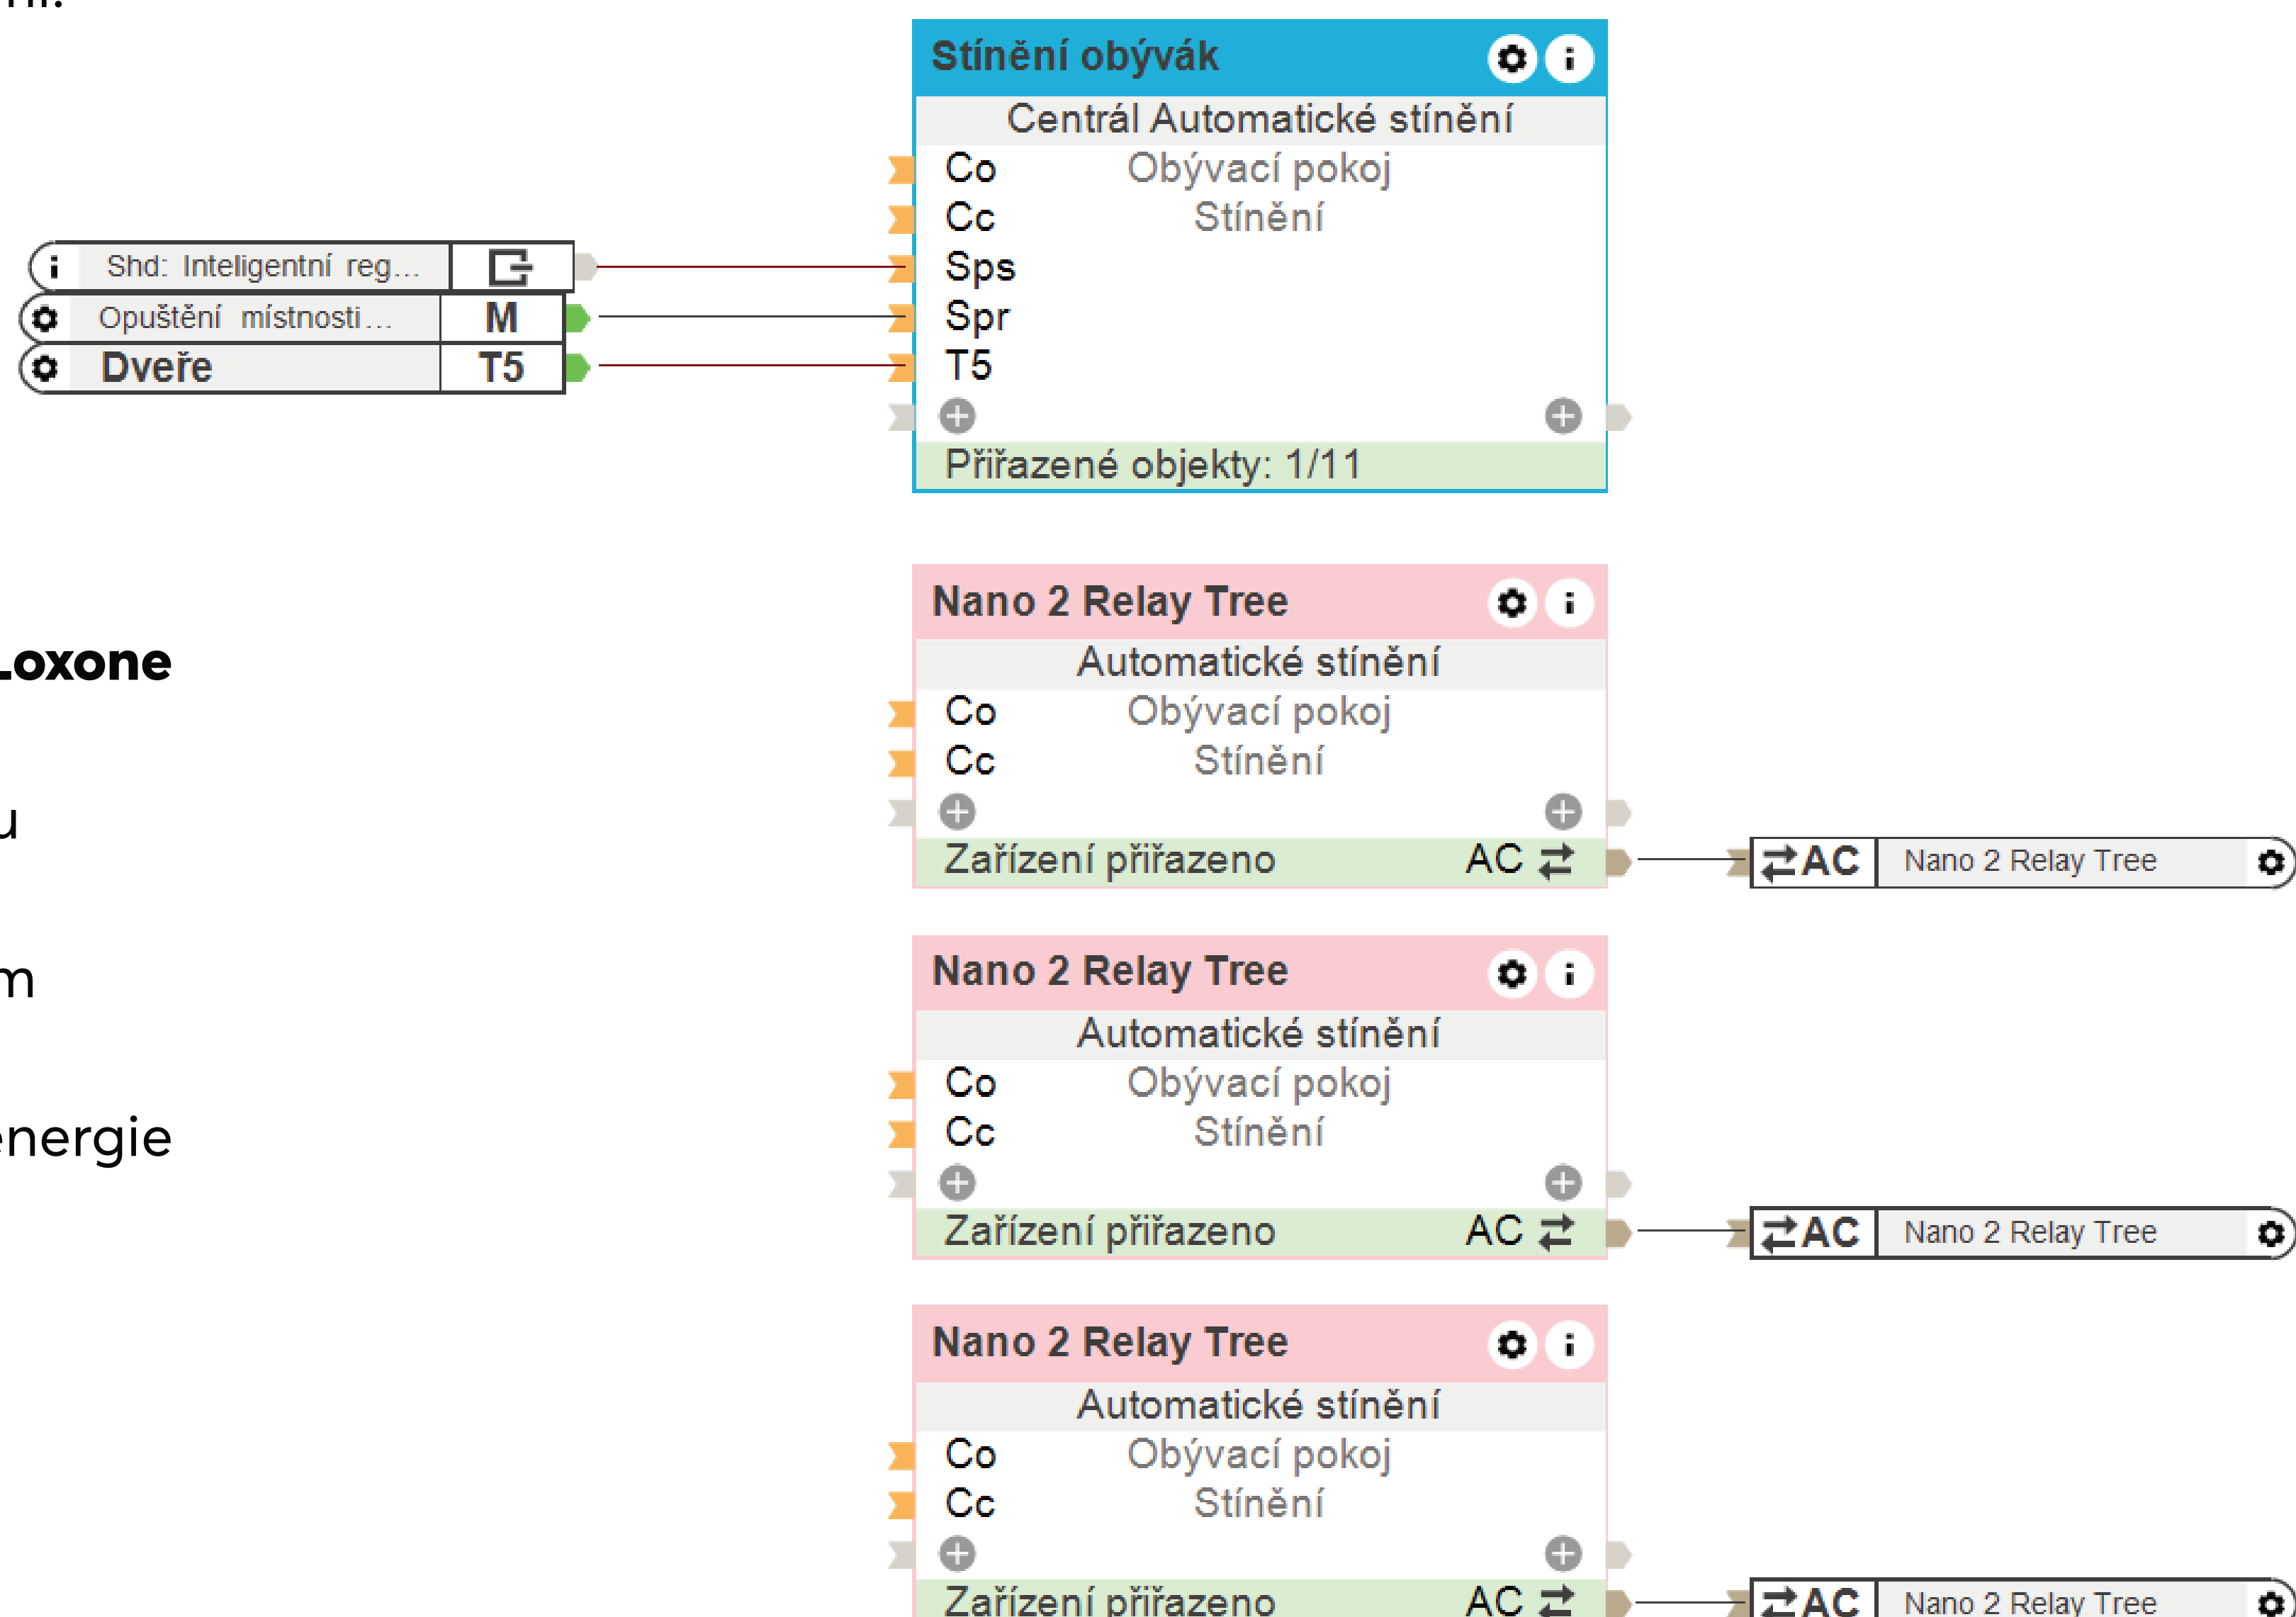 Stínění obývák
Centrál Automatické stínění
Co Obývací pokoj
Cc Stínění
Shd: Inteligentní reg... Sps
Opuštění místnosti... M Spr
Dveře T5 T5
Přiřazené objekty: 1/11
Nano 2 Relay Tree
Automatické stínění
Loxone
Co Obývací pokoj
Cc Stínění
u
Zařízení přiřazeno AC AC Nano 2 Relay Tree
Nano 2 Relay Tree
m
Automatické stínění
Co Obývací pokoj
Cc Stínění
energie
Zařízení přiřazeno AC AC Nano 2 Relay Tree
Nano 2 Relay Tree
Automatické stínění
Co Obývací pokoj
Cc Stínění
Zařízení přiřazeno AC AC Nano 2 Relay Tree